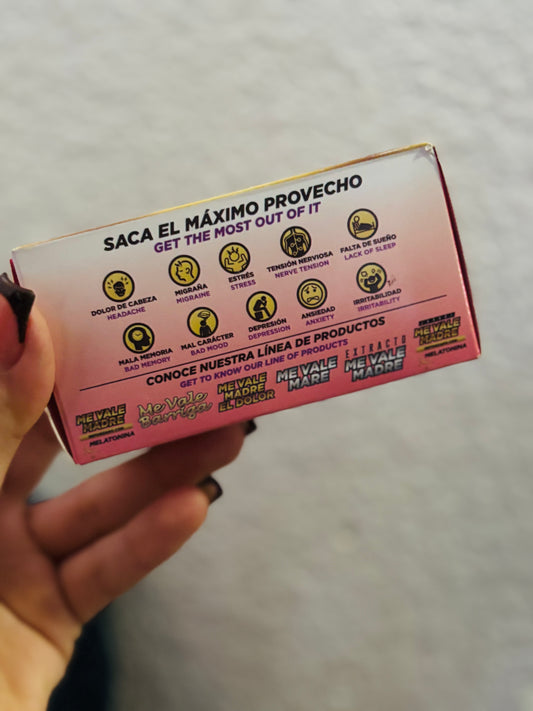 SACA EL MÁXIMO PROVECHO
GET THE MOST OUT OF IT
DOLOR DE CABEZA
HEADACHE
MIGRAÑA
MIGRAINE
ESTRÉS
STRESS
TENSIÓN NERVIOSA
NERVE TENSION
FALTA DE SUEÑO
LACK OF SLEEP
MALA MEMORIA
BAD MEMORY
MAL CARÁCTER
BAD MOOD
DEPRESIÓN
DEPRESSION
ANSIEDAD
ANXIETY
IRRITABILIDAD
IRRITABILITY
CONOCE NUESTRA LÍNEA DE PRODUCTOS
GET TO KNOW OUR LINE OF PRODUCTS
ME VALE
MADRE
MELATONINA
Me Vale
Barriga
ME VALE
MADRE
EL DOLOR
ME VALE
MARE
EXTRACTO
ME VALE
MADRE
ME VALE
MADRE
MELATONINA